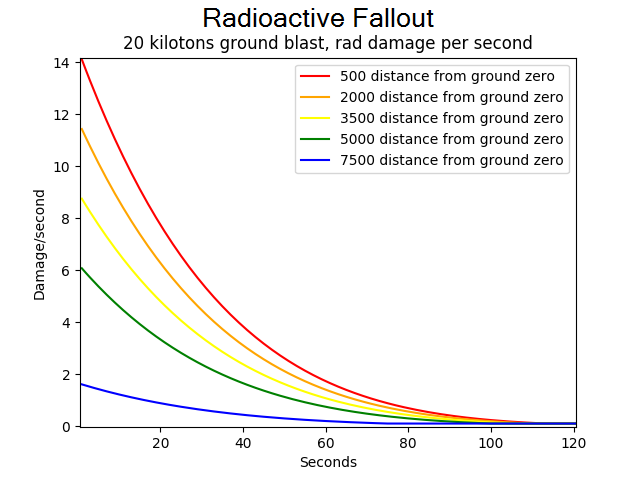 Radioactive Fallout
20 kilotons ground blast, rad damage per second
14
12
10
8
6
4
2
0
Damage/second
500 distance from ground zero
2000 distance from ground zero
3500 distance from ground zero
5000 distance from ground zero
7500 distance from ground zero
20 40 60 80 100 120
Seconds